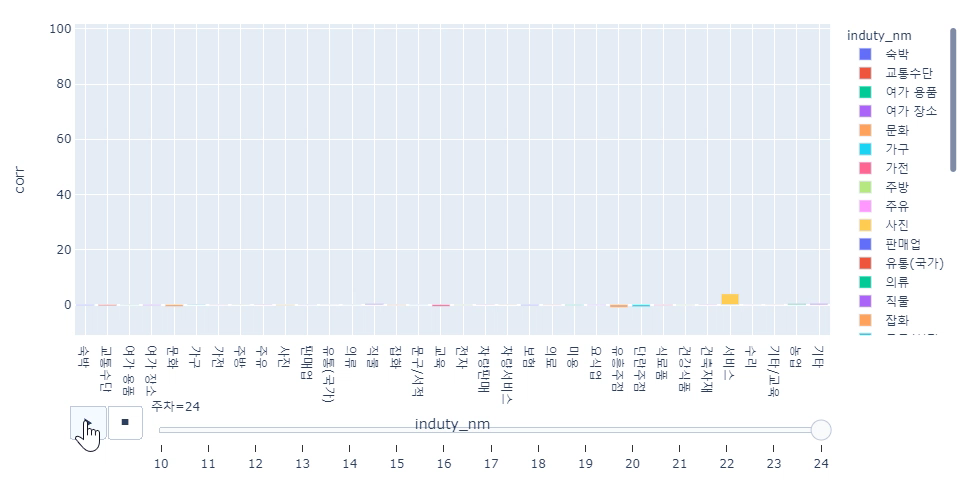 100
80
60
40
20
0
corr
숙박
교통수단
여가 용품
여가 장소
문화
가구
가전
주방
주유
사진
판매업
유통(국가)
의류
직물
잡화
문구/서적
교육
전자
차량판매
차량서비스
보험
의료
미용
요식업
유흥주점
단란주점
식료품
건강식품
건축자재
서비스
수리
기타/교육
농업
기타
induty_nm
숙박
교통수단
여가 용품
여가 장소
문화
가구
가전
주방
주유
사진
판매업
유통(국가)
의류
직물
잡화
주차=24
induty_nm
10 11 12 13 14 15 16 17 18 19 20 21 22 23 24